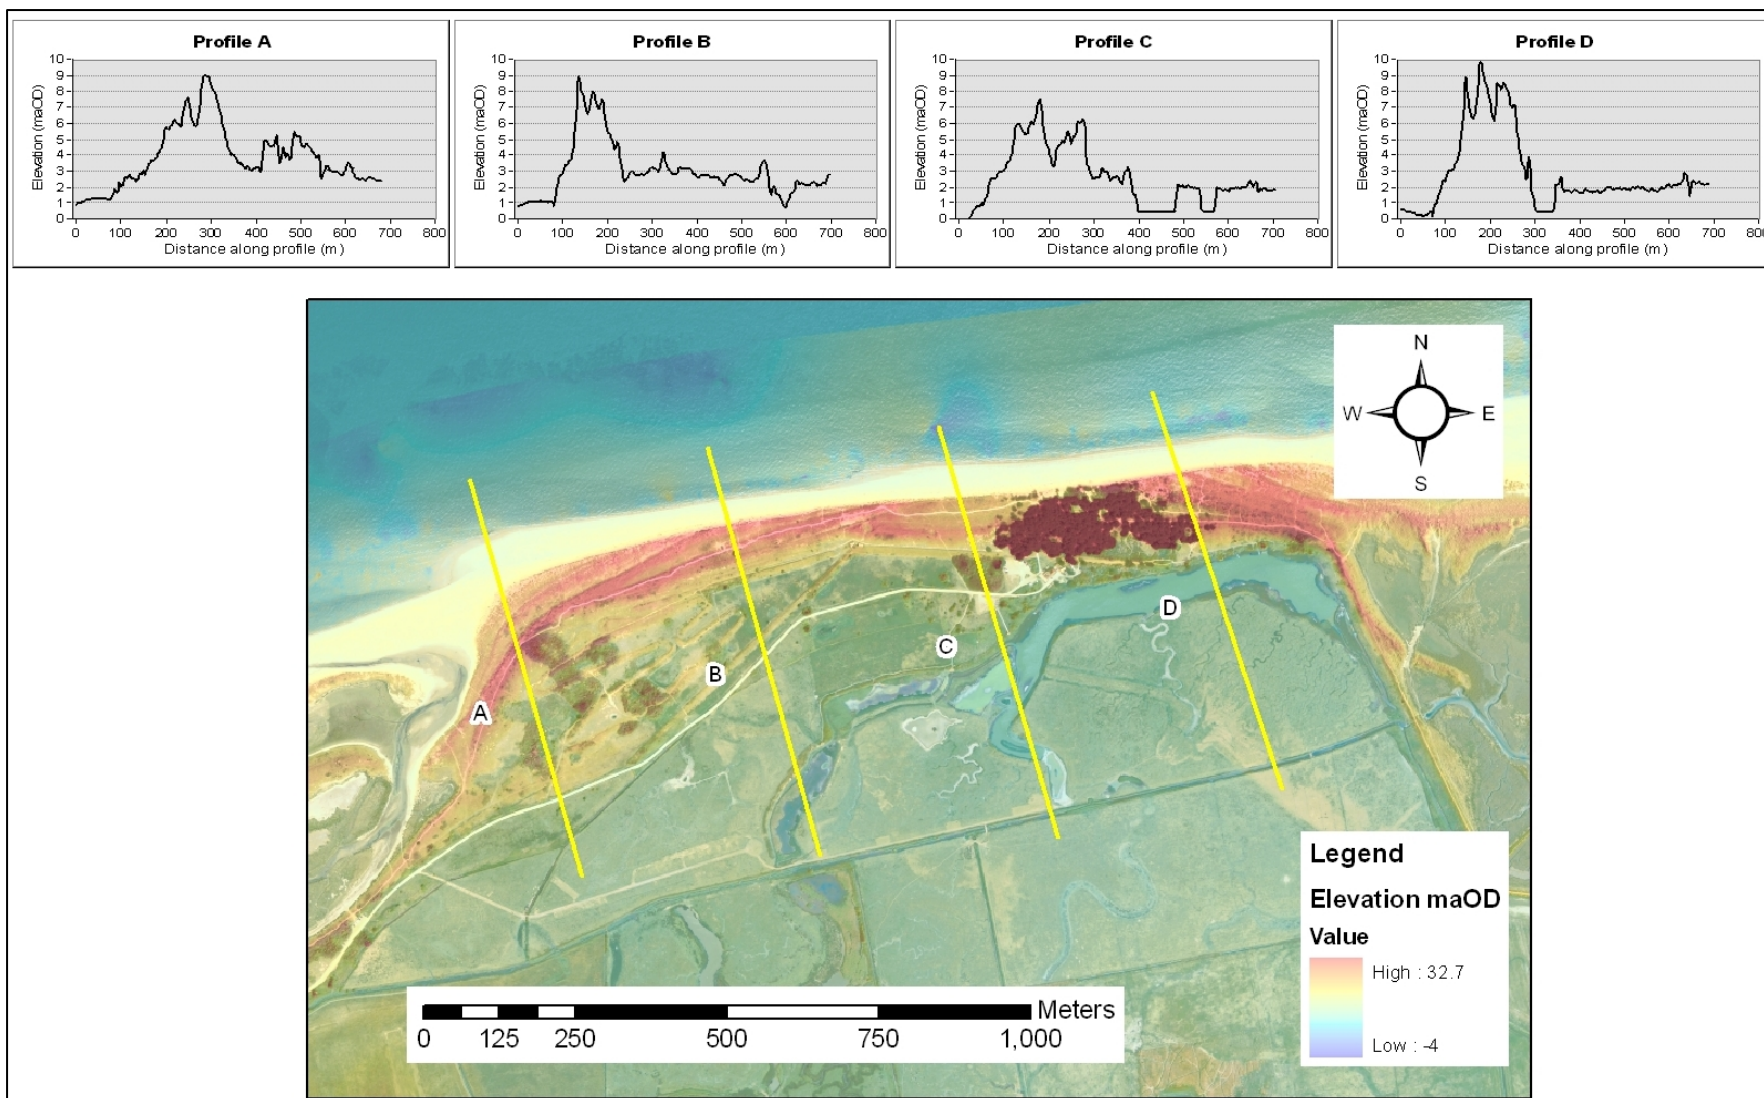 Profile A
Elevation (maOD)
10
9
8
7
6
5
4
3
2
1
0
0 100 200 300 400 500 600 700 800
Distance along profile (m)
Profile B
Elevation (maOD)
10
9
8
7
6
5
4
3
2
1
0
0 100 200 300 400 500 600 700 800
Distance along profile (m)
Profile C
Elevation (maOD)
10
9
8
7
6
5
4
3
2
1
0
0 100 200 300 400 500 600 700 800
Distance along profile (m)
Profile D
Elevation (maOD)
10
9
8
7
6
5
4
3
2
1
0
0 100 200 300 400 500 600 700 800
Distance along profile (m)
N
W E
S
D
C
B
A
Legend
Elevation maOD
Value
High : 32.7
Low : -4
Meters
0 125 250 500 750 1,000